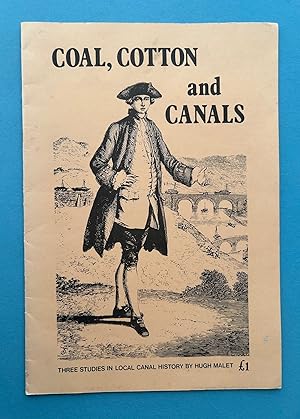 COAL, COTTON
and
CANALS
THREE STUDIES IN LOCAL CANAL HISTORY BY HUGH MALET £1